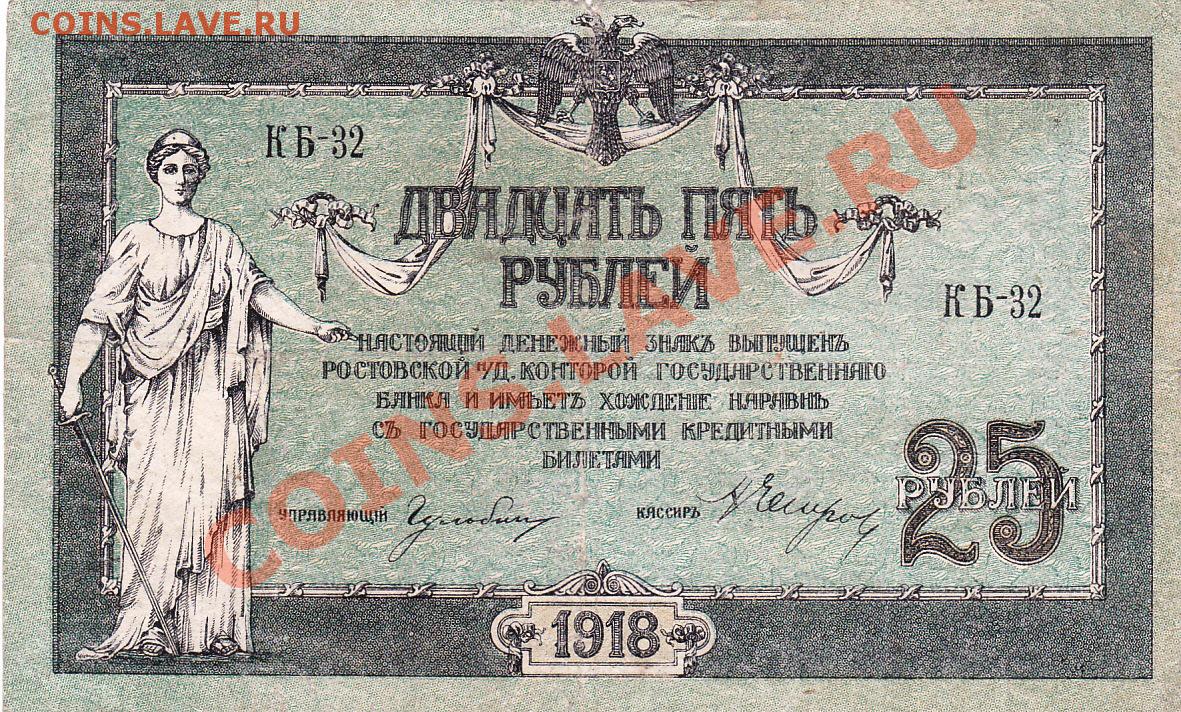 COINS.LAVE.РУ
КБ-32
ДВАДЦАТЬ ПЯТЬ
РУБЛЕЙ
КБ-32
НАСТОЯЩІЙ ДЕНЕЖНЫЙ ЗНАКЪ ВЫПУЩЕНЪ
РОСТОВСКОЙ н/Д. КОНТОРОЙ ГОСУДАРСТВЕННАГО
БАНКА И ИМѢЕТЪ ХОЖДЕНІЕ НАРАВНѢ
СЪ ГОСУДАРСТВЕННЫМИ КРЕДИТНЫМИ
БИЛЕТАМИ
25
РУБЛЕЙ
УПРАВЛЯЮЩІЙ
КАССИРЪ
1918
COINS.LAVE.RU